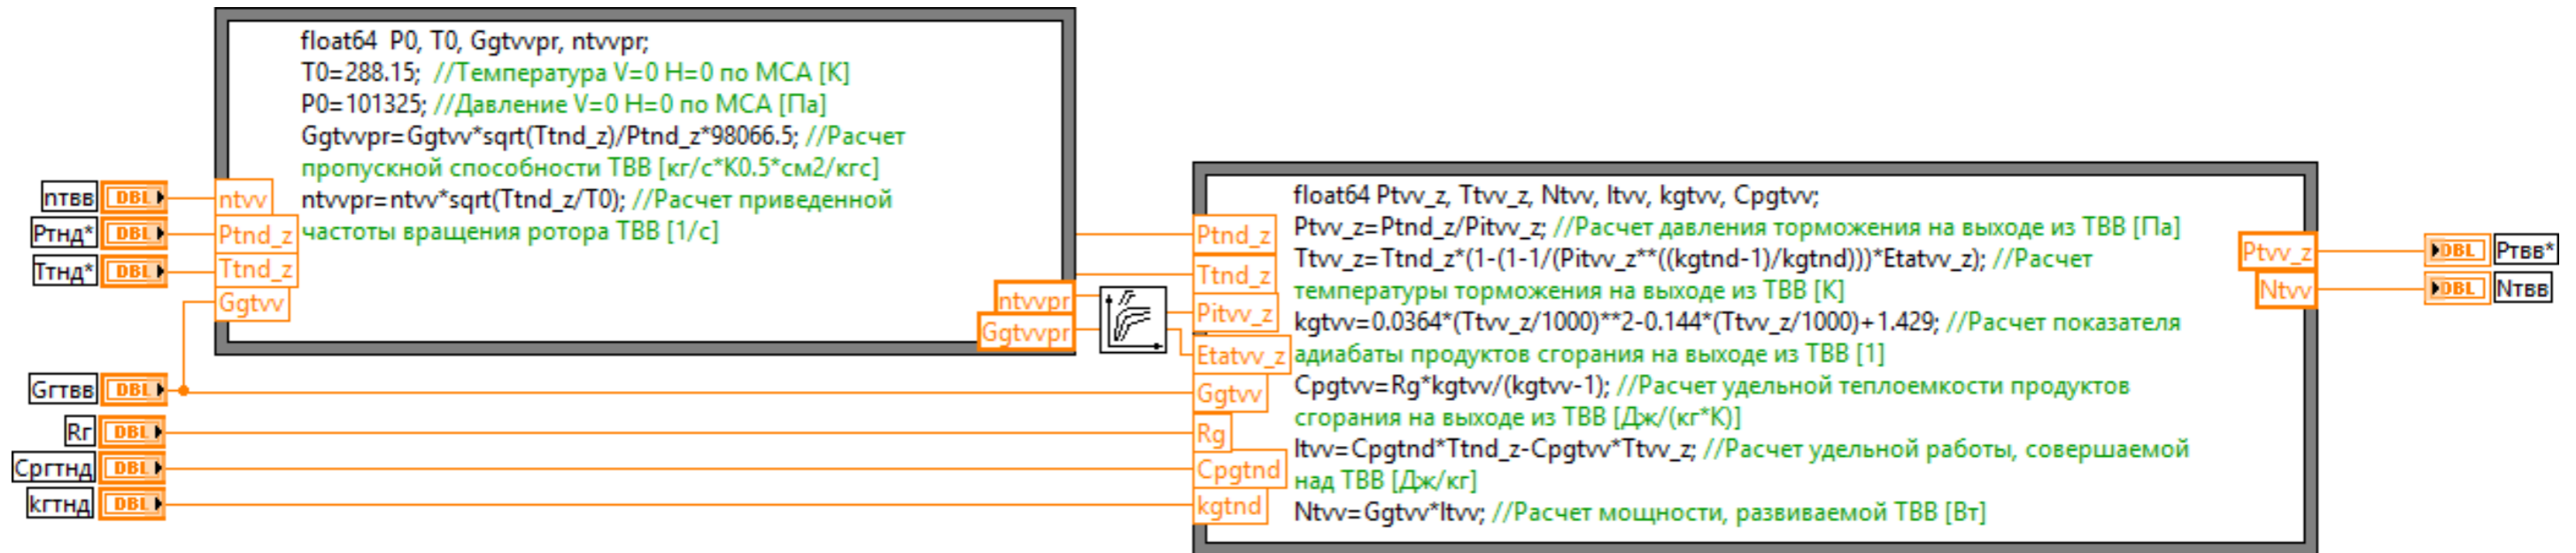 float64  P0, T0, Ggtvvpr, ntvvpr;
T0=288.15;  //Температура V=0 H=0 по МСА [К]
P0=101325; //Давление V=0 H=0 по МСА [Па]
Ggtvvpr=Ggtvv*sqrt(Ttnd_z)/Ptnd_z*98066.5; //Расчет
пропускной способности ТВВ [кг/с*К0.5*см2/кгс]
ntvvpr=ntvv*sqrt(Ttnd_z/T0); //Расчет приведенной
частоты вращения ротора ТВВ [1/с]
nтвв DBL
Pтнд* DBL
Tтнд* DBL
ntvv
Ptnd_z
Ttnd_z
Ggtvv
ntvvpr
Ggtvvpr
Gгтвв DBL
Rг DBL
Cpгтнд DBL
kгтнд DBL
Ptnd_z
Ttnd_z
Pitvv_z
Etatvv_z
Ggtvv
Rg
Cpgtnd
kgtnd
float64 Ptvv_z, Ttvv_z, Ntvv, ltvv, kgtvv, Cpgtvv;
Ptvv_z=Ptnd_z/Pitvv_z; //Расчет давления торможения на выходе из ТВВ [Па]
Ttvv_z=Ttnd_z*(1-(1-1/(Pitvv_z**((kgtnd-1)/kgtnd)))*Etatvv_z); //Расчет
температуры торможения на выходе из ТВВ [К]
kgtvv=0.0364*(Ttvv_z/1000)**2-0.144*(Ttvv_z/1000)+1.429; //Расчет показателя
адиабаты продуктов сгорания на выходе из ТВВ [1]
Cpgtvv=Rg*kgtvv/(kgtvv-1); //Расчет удельной теплоемкости продуктов
сгорания на выходе из ТВВ [Дж/(кг*К)]
ltvv=Cpgtnd*Ttnd_z-Cpgtvv*Ttvv_z; //Расчет удельной работы, совершаемой
над ТВВ [Дж/кг]
Ntvv=Ggtvv*ltvv; //Расчет мощности, развиваемой ТВВ [Вт]
Ptvv_z
Ntvv
DBL Pтвв*
DBL Nтвв